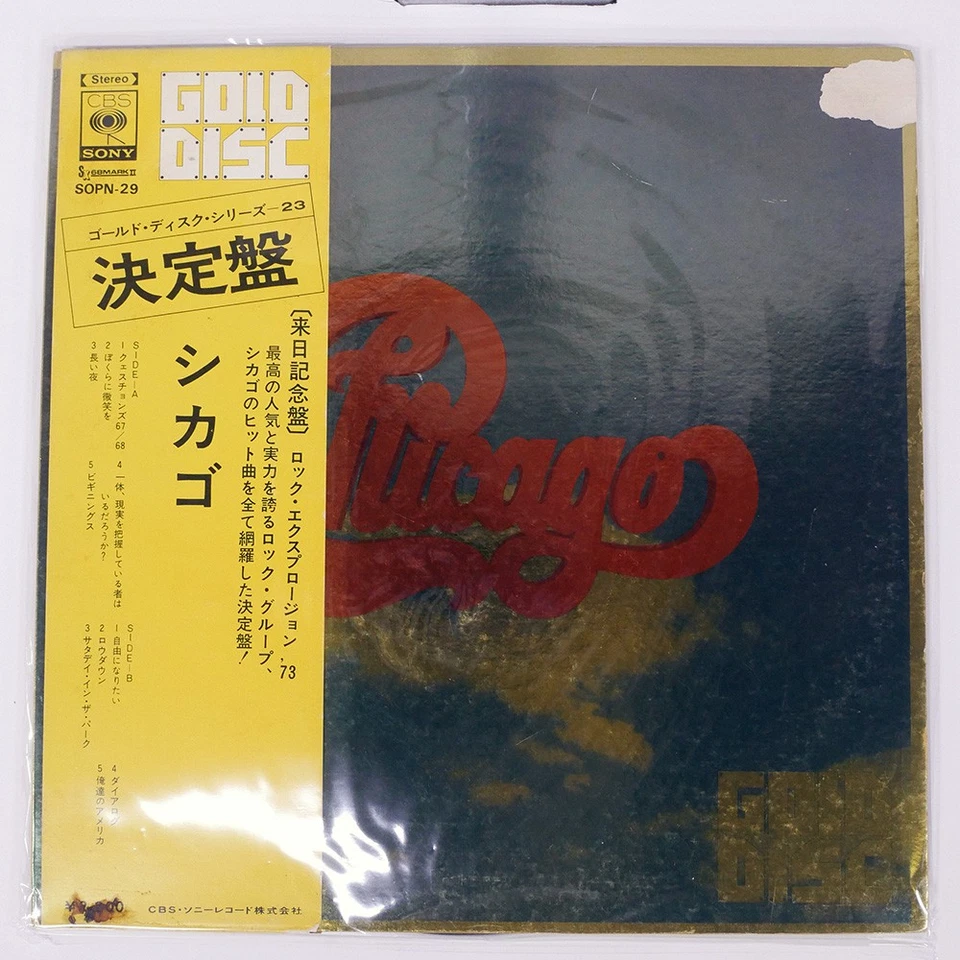 Stereo
CBS
SONY
SX 68MARK II
SOPN-29
GOLD
DISC
ゴールド・ディスク・シリーズ—23
決定盤
〔来日記念盤〕 ロック・エクスプロージョン '73
最高の人気と実力を誇るロック・グループ、
シカゴのヒット曲を全て網羅した決定盤!
シカゴ
SIDE—A
1 クェスチョンズ67/68
2 ぼくらに微笑を
3 長い夜
4 一体、現実を把握している者は
いるだろうか?
5 ビギニングス
SIDE—B
1 自由になりたい
2 ロウダウン
3 サタデイ・イン・ザ・パーク
4 ダイアログ
5 俺達のアメリカ
CBS・ソニーレコード株式会社
Chicago
GOLD
DISC